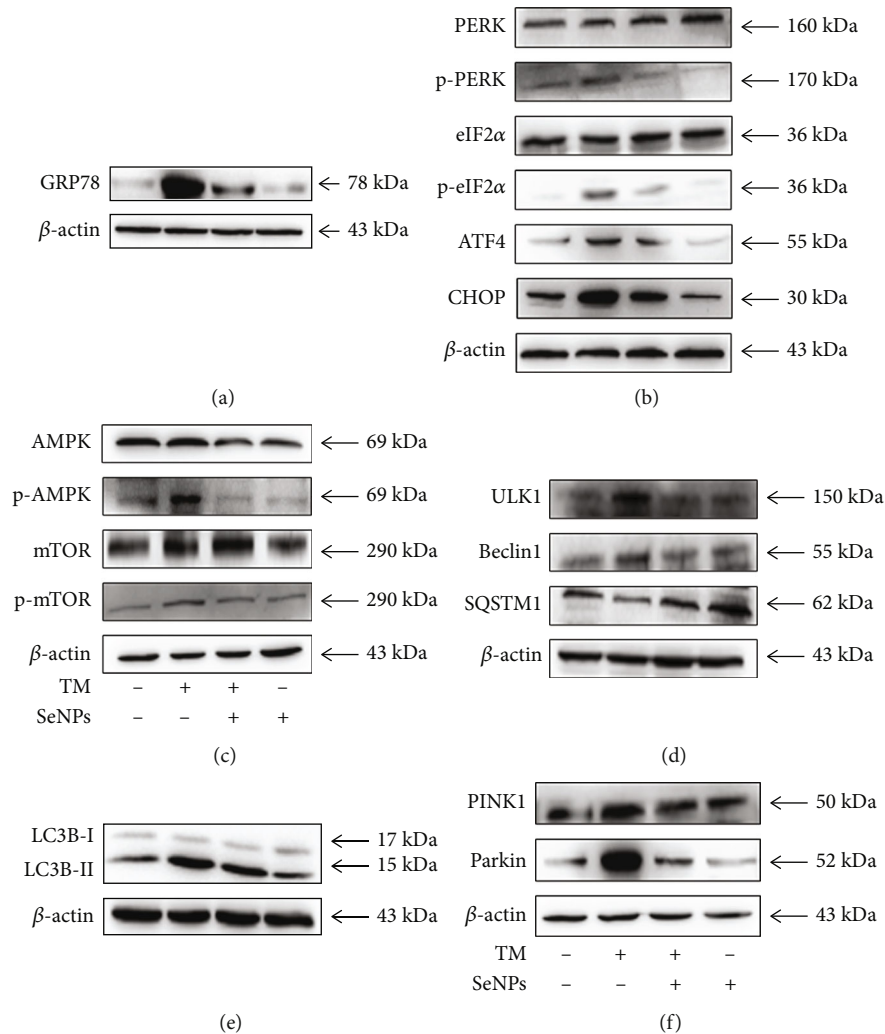 GRP78 ← 78 kDa
β-actin ← 43 kDa
(a)
PERK ← 160 kDa
p-PERK ← 170 kDa
eIF2α ← 36 kDa
p-eIF2α ← 36 kDa
ATF4 ← 55 kDa
CHOP ← 30 kDa
β-actin ← 43 kDa
(b)
AMPK ← 69 kDa
p-AMPK ← 69 kDa
mTOR ← 290 kDa
p-mTOR ← 290 kDa
β-actin ← 43 kDa
TM – + + –
SeNPs – – + +
(c)
ULK1 ← 150 kDa
Beclin1 ← 55 kDa
SQSTM1 ← 62 kDa
β-actin ← 43 kDa
(d)
LC3B-I ← 17 kDa
LC3B-II ← 15 kDa
β-actin ← 43 kDa
(e)
PINK1 ← 50 kDa
Parkin ← 52 kDa
β-actin ← 43 kDa
TM – + + –
SeNPs – – + +
(f)